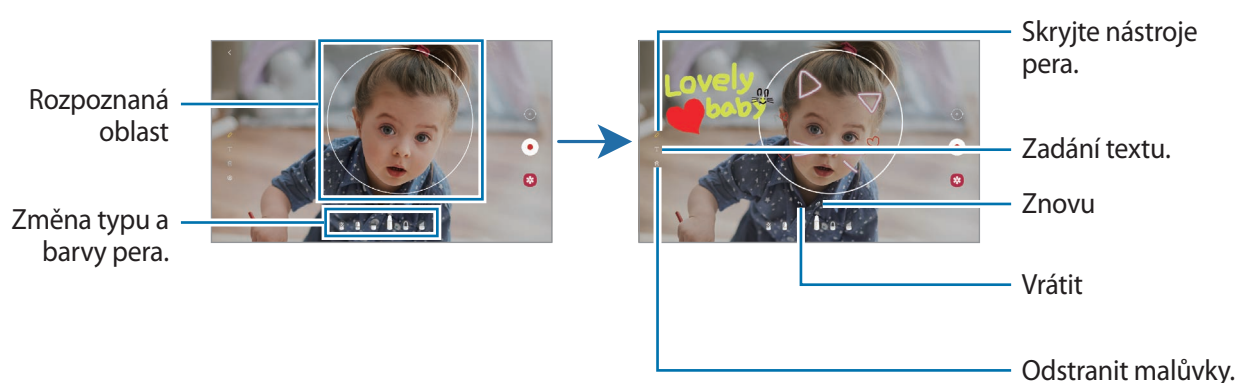 Rozpoznaná
oblast
Změna typu a
barvy pera.
Lovely
baby
Skryjte nástroje
pera.
Zadání textu.
Znovu
Vrátit
Odstranit malůvky.